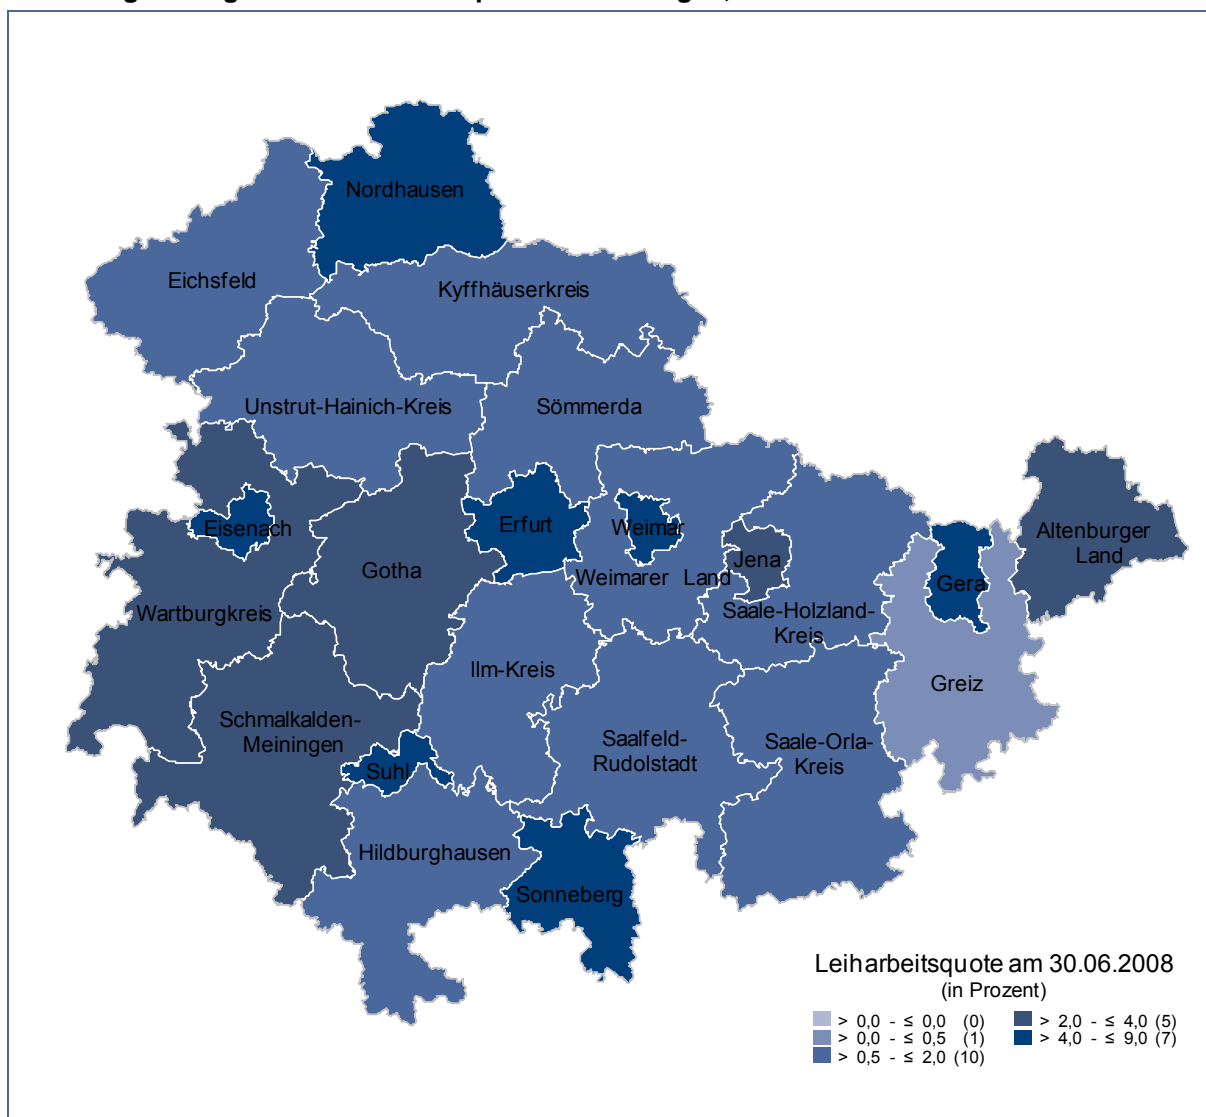 Nordhausen
Eichsfeld
Kyffhäuserkreis
Unstrut-Hainich-Kreis
Sömmerda
Eisenach
Erfurt
Weimar
Altenburger
Land
Gotha
Weimarer Land
Jena
Gera
Wartburgkreis
Saale-Holzland-
Kreis
Ilm-Kreis
Greiz
Schmalkalden-
Meiningen
Suhl
Saalfeld-
Rudolstadt
Saale-Orla-
Kreis
Hildburghausen
Sonneberg
Leiharbeitsquote am 30.06.2008
(in Prozent)
> 0,0 - ≤ 0,0 (0)
> 0,0 - ≤ 0,5 (1)
> 0,5 - ≤ 2,0 (10)
> 2,0 - ≤ 4,0 (5)
> 4,0 - ≤ 9,0 (7)